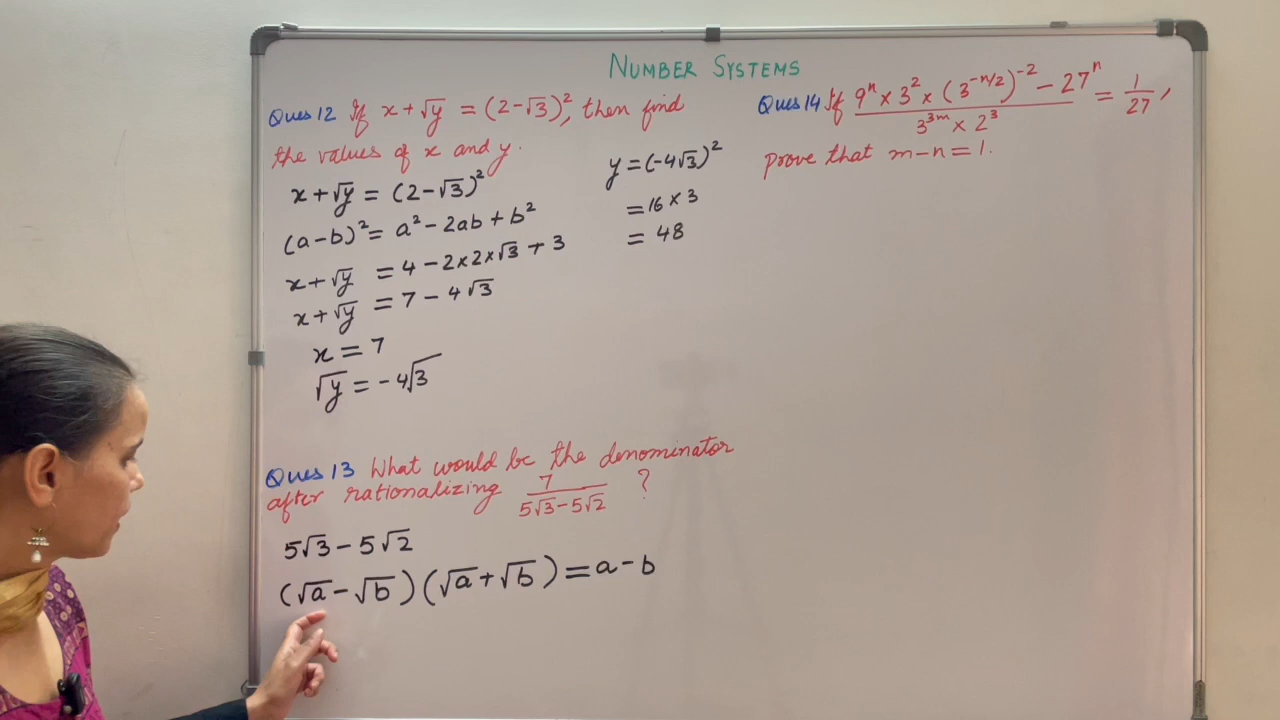 NUMBER SYSTEMS
Ques 12 If x + √y = (2 - √3)², then find
the values of x and y.
x + √y = (2 - √3)²
(a - b)² = a² - 2ab + b²
x + √y = 4 - 2 × 2 × √3 + 3
x + √y = 7 - 4√3
x = 7
√y = - 4√3
y = (-4√3)²
= 16 × 3
= 48
Ques 13 What would be the denominator
after rationalizing 7/(5√3 - 5√2) ?
5√3 - 5√2
(√a - √b)(√a + √b) = a - b
Ques 14 If (9ⁿ × 3² × (3^(-n/2))⁻² - 27ⁿ)/(3^(3m) × 2³) = 1/27,
prove that m - n = 1.